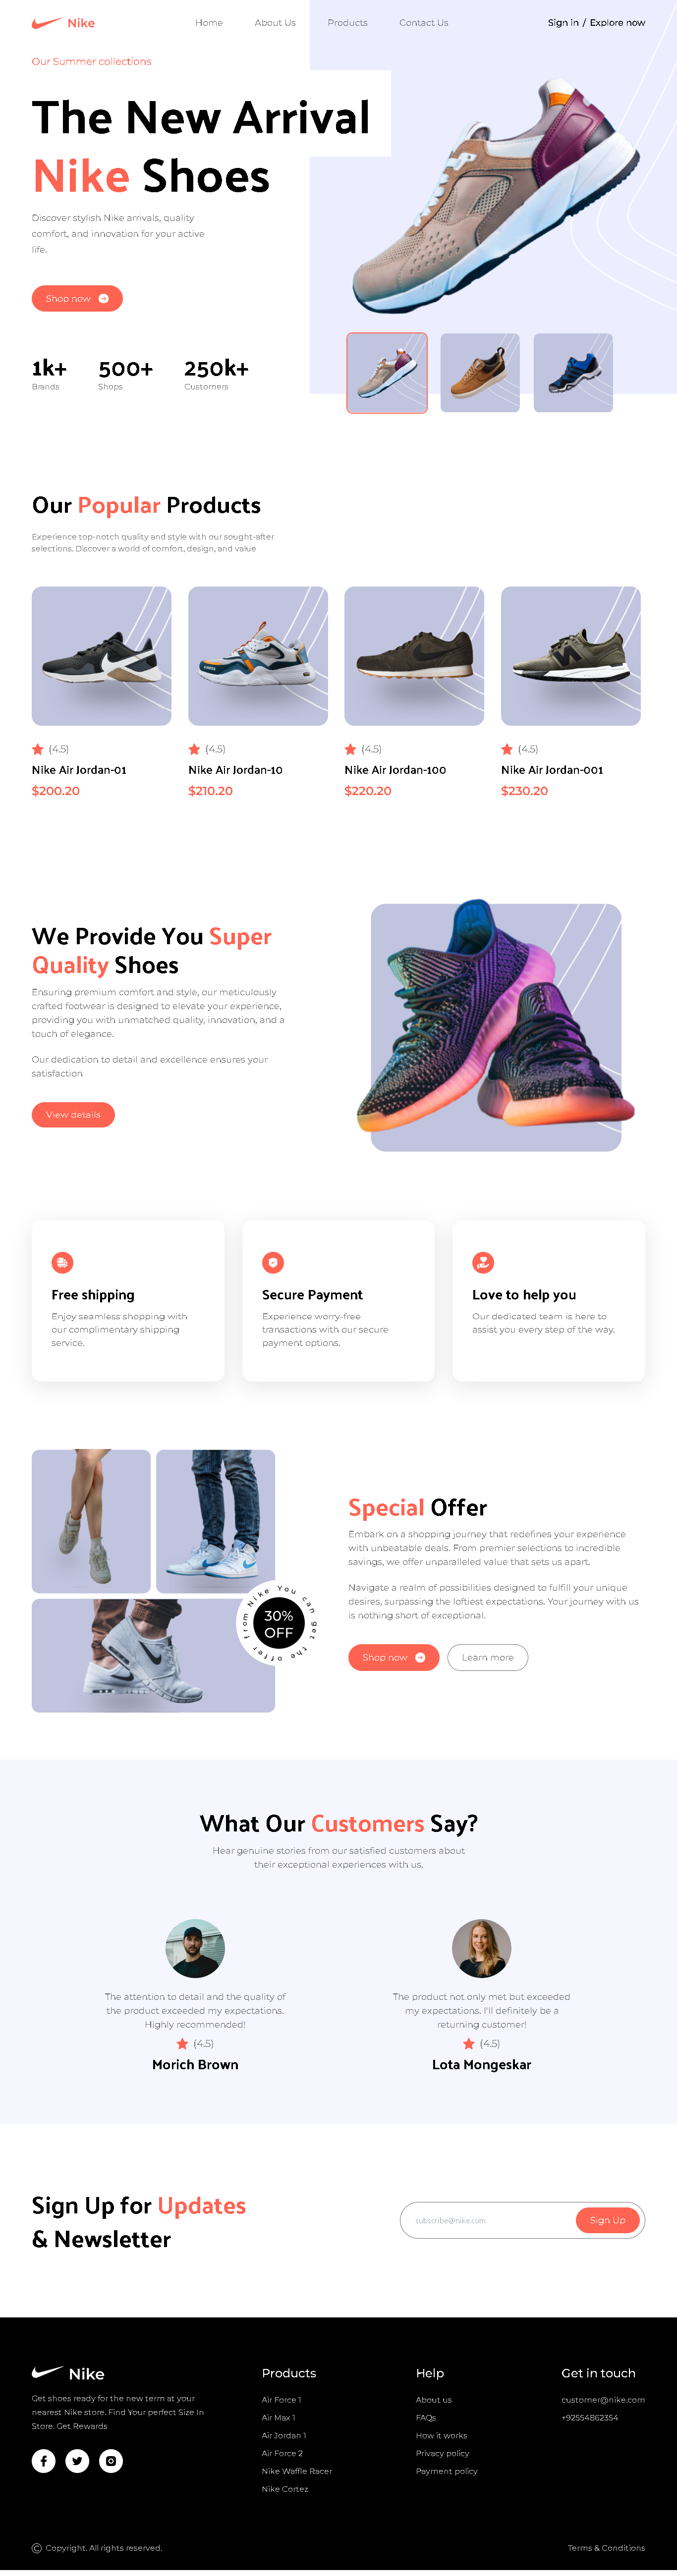 Nike
Home
About Us
Products
Contact Us
Sign in / Explore now
Our Summer collections
The New Arrival
Nike Shoes
Discover stylish Nike arrivals, quality
comfort, and innovation for your active
life.
Shop now
1k+
Brands
500+
Shops
250k+
Customers
Our Popular Products
Experience top-notch quality and style with our sought-after
selections. Discover a world of comfort, design, and value
(4.5)
Nike Air Jordan-01
$200.20
(4.5)
Nike Air Jordan-10
$210.20
(4.5)
Nike Air Jordan-100
$220.20
(4.5)
Nike Air Jordan-001
$230.20
We Provide You Super
Quality Shoes
Ensuring premium comfort and style, our meticulously
crafted footwear is designed to elevate your experience,
providing you with unmatched quality, innovation, and a
touch of elegance.
Our dedication to detail and excellence ensures your
satisfaction
View details
Free shipping
Enjoy seamless shopping with
our complimentary shipping
service.
Secure Payment
Experience worry-free
transactions with our secure
payment options.
Love to help you
Our dedicated team is here to
assist you every step of the way.
You can get the offer from Nike
30%
OFF
Special Offer
Embark on a shopping journey that redefines your experience
with unbeatable deals. From premier selections to incredible
savings, we offer unparalleled value that sets us apart.
Navigate a realm of possibilities designed to fulfill your unique
desires, surpassing the loftiest expectations. Your journey with us
is nothing short of exceptional.
Shop now
Learn more
What Our Customers Say?
Hear genuine stories from our satisfied customers about
their exceptional experiences with us.
The attention to detail and the quality of
the product exceeded my expectations.
Highly recommended!
(4.5)
Morich Brown
The product not only met but exceeded
my expectations. I'll definitely be a
returning customer!
(4.5)
Lota Mongeskar
Sign Up for Updates
& Newsletter
subscribe@nike.com
Sign Up
Nike
Get shoes ready for the new term at your
nearest Nike store. Find Your perfect Size In
Store. Get Rewards
Products
Air Force 1
Air Max 1
Air Jordan 1
Air Force 2
Nike Waffle Racer
Nike Cortez
Help
About us
FAQs
How it works
Privacy policy
Payment policy
Get in touch
customer@nike.com
+92554862354
© Copyright. All rights reserved.
Terms & Conditions